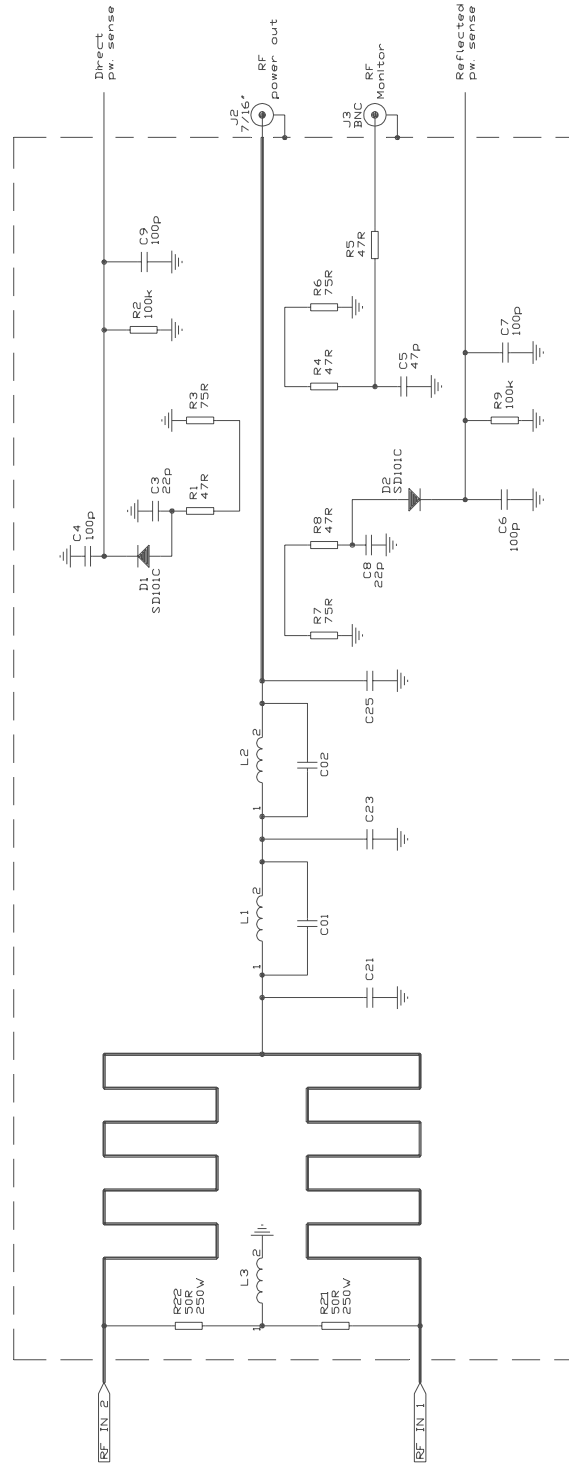 Direct
pw. sense
RF
power out
RF
Monitor
Reflected
pw. sense
J2
7/16"
J3
BNC
C9
100p
R2
100k
R3
75R
C3
22p
R1
47R
C4
100p
D1
SD101C
R5
47R
R6
75R
R4
47R
C5
47p
C7
100p
R9
100k
D2
SD101C
C6
100p
R8
47R
C8
22p
R7
75R
C25
L2
1
2
C02
C23
L1
1
2
C01
C21
L3
1
2
R22
50R
250W
R21
50R
250W
RF IN 2
RF IN 1